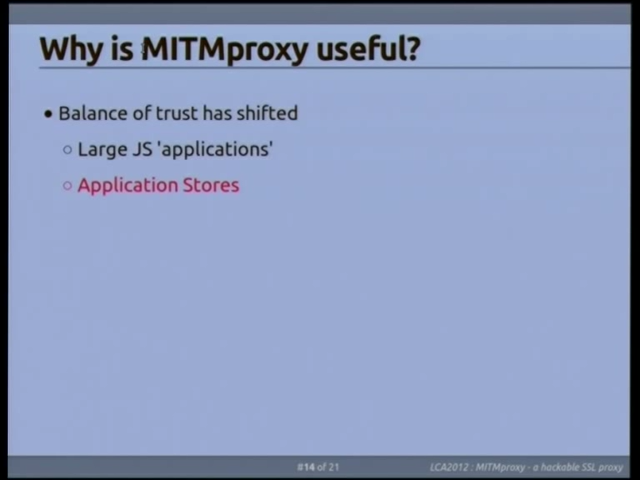 Why is MITMproxy useful?
• Balance of trust has shifted
○ Large JS 'applications'
○ Application Stores
#14 of 21
LCA2012 : MITMproxy - a hackable SSL proxy